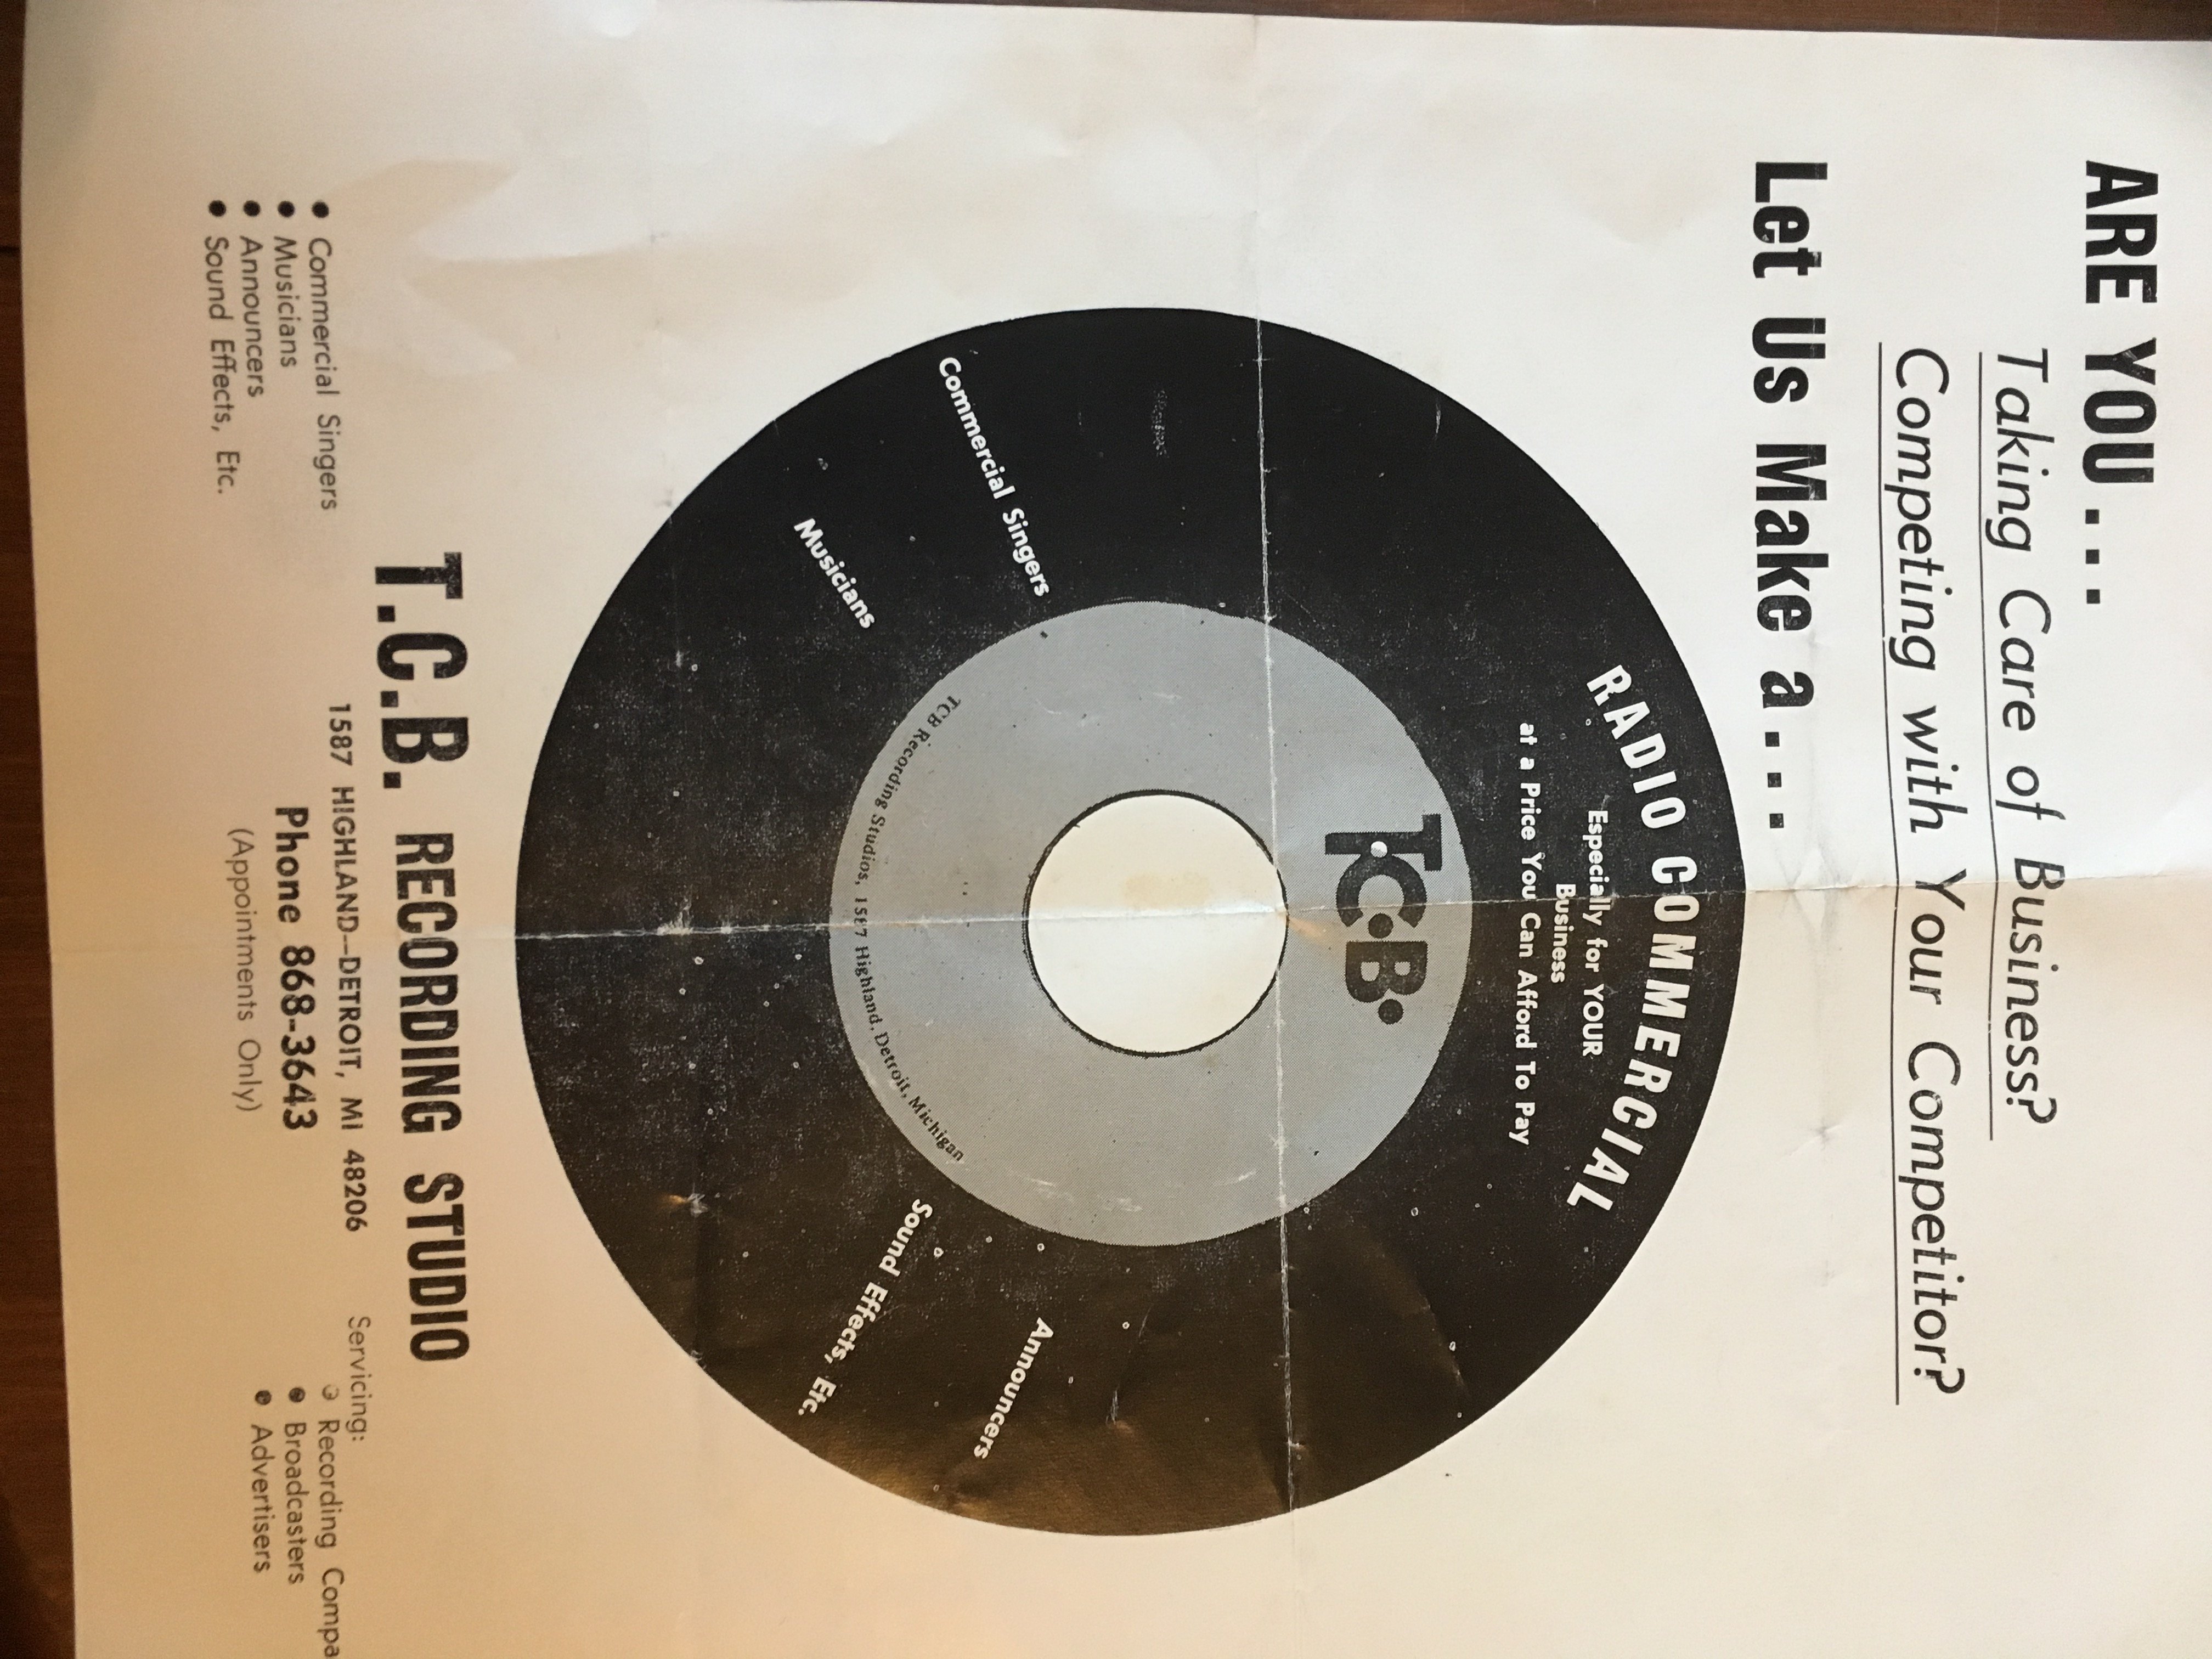 ARE YOU . . .
Taking Care of Business?
Competing with Your Competitor?
Let Us Make a . . .
RADIO COMMERCIAL
Especially for YOUR
Business
at a Price You Can Afford To Pay
T.C.B.
Commercial Singers
Musicians
Announcers
Sound Effects, Etc.
TCB Recording Studios, 1587 Highland, Detroit, Michigan
T.C.B. RECORDING STUDIO
1587 HIGHLAND—DETROIT, MI 48206
Phone 868-3643
(Appointments Only)
• Commercial Singers
• Musicians
• Announcers
• Sound Effects, Etc.
Servicing:
• Recording Compa
• Broadcasters
• Advertisers